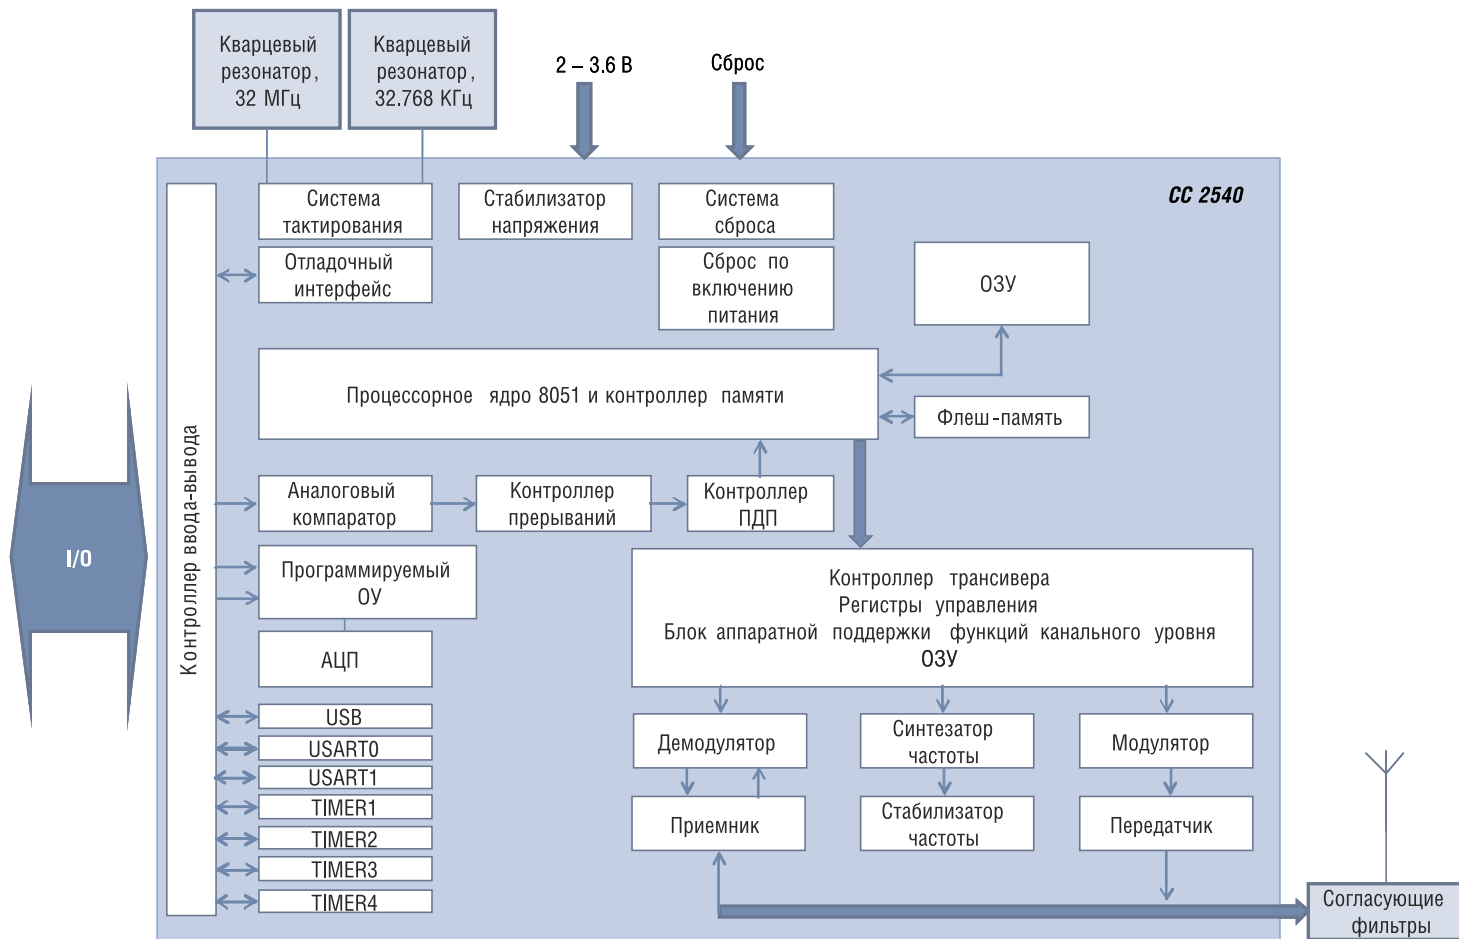 Кварцевый
резонатор,
32 МГц
Кварцевый
резонатор,
32.768 КГц
2 – 3.6 В
Сброс
CC 2540
Система
тактирования
Стабилизатор
напряжения
Система
сброса
Отладочный
интерфейс
Сброс по
включению
питания
ОЗУ
Процессорное ядро 8051 и контроллер памяти
Флеш-память
I/O
Контроллер ввода-вывода
Аналоговый
компаратор
Контроллер
прерываний
Контроллер
ПДП
Программируемый
ОУ
АЦП
Контроллер трансивера
Регистры управления
Блок аппаратной поддержки функций канального уровня
ОЗУ
USB
USART0
USART1
TIMER1
TIMER2
TIMER3
TIMER4
Демодулятор
Синтезатор
частоты
Модулятор
Приемник
Стабилизатор
частоты
Передатчик
Согласующие
фильтры